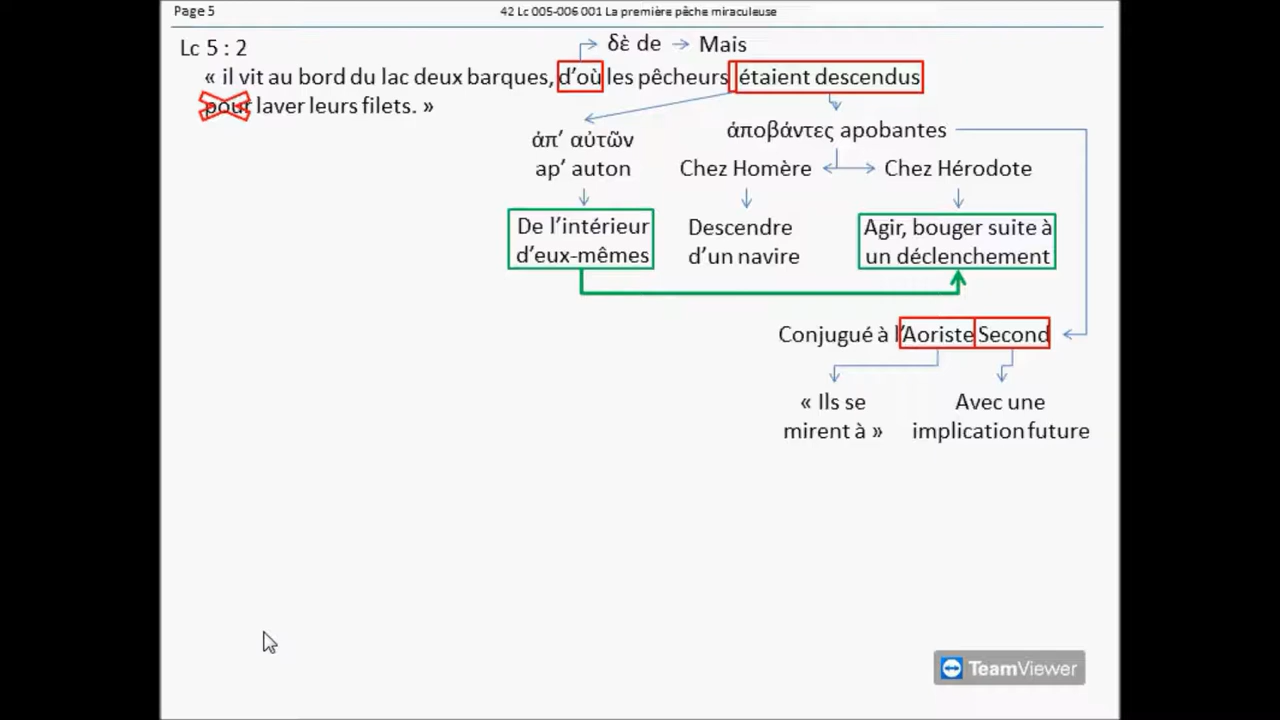 Page 5
42 Lc 005-006 001 La première pêche miraculeuse
Lc 5 : 2
δὲ de
Mais
« il vit au bord du lac deux barques, d’où les pêcheurs étaient descendus
pour laver leurs filets. »
ἀπ’ αὐτῶν
ap’ auton
ἀποβάντες apobantes
Chez Homère
Chez Hérodote
De l’intérieur
d’eux-mêmes
Descendre
d’un navire
Agir, bouger suite à
un déclenchement
Conjugué à l’Aoriste Second
« Ils se
mirent à »
Avec une
implication future
TeamViewer